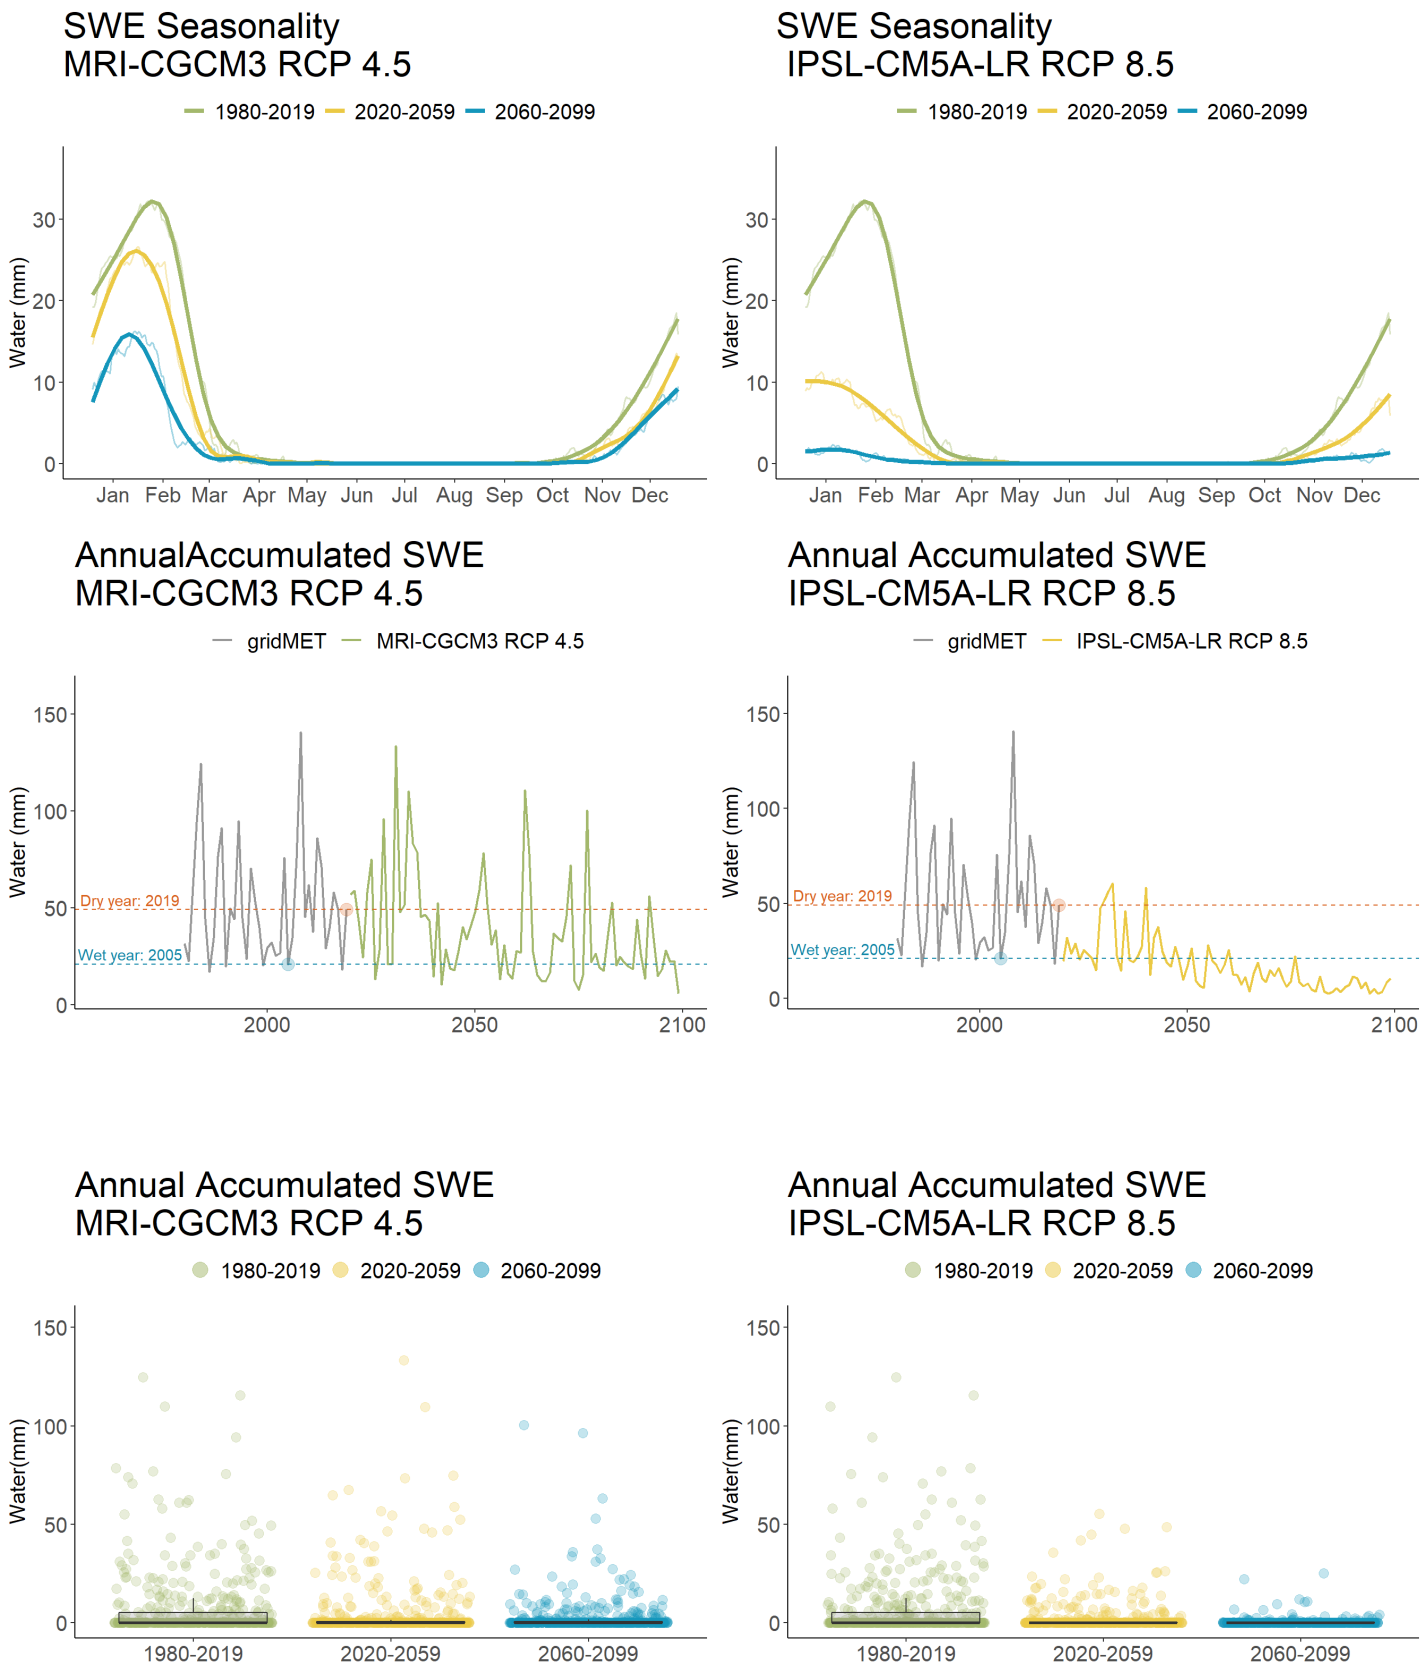 SWE Seasonality
MRI-CGCM3 RCP 4.5
1980-2019 2020-2059 2060-2099
Water (mm)
30
20
10
0
Jan Feb Mar Apr May Jun Jul Aug Sep Oct Nov Dec
SWE Seasonality
IPSL-CM5A-LR RCP 8.5
1980-2019 2020-2059 2060-2099
Water (mm)
30
20
10
0
Jan Feb Mar Apr May Jun Jul Aug Sep Oct Nov Dec
AnnualAccumulated SWE
MRI-CGCM3 RCP 4.5
gridMET MRI-CGCM3 RCP 4.5
Water (mm)
150
100
50
0
Dry year: 2019
Wet year: 2005
2000 2050 2100
Annual Accumulated SWE
IPSL-CM5A-LR RCP 8.5
gridMET IPSL-CM5A-LR RCP 8.5
Water (mm)
150
100
50
0
Dry year: 2019
Wet year: 2005
2000 2050 2100
Annual Accumulated SWE
MRI-CGCM3 RCP 4.5
1980-2019 2020-2059 2060-2099
Water(mm)
150
100
50
0
1980-2019 2020-2059 2060-2099
Annual Accumulated SWE
IPSL-CM5A-LR RCP 8.5
1980-2019 2020-2059 2060-2099
Water(mm)
150
100
50
0
1980-2019 2020-2059 2060-2099